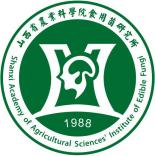 山西省农业科学院食用菌研究所
Shanxi Academy of Agricultural Sciences' Institute of Edible Fungi
1988